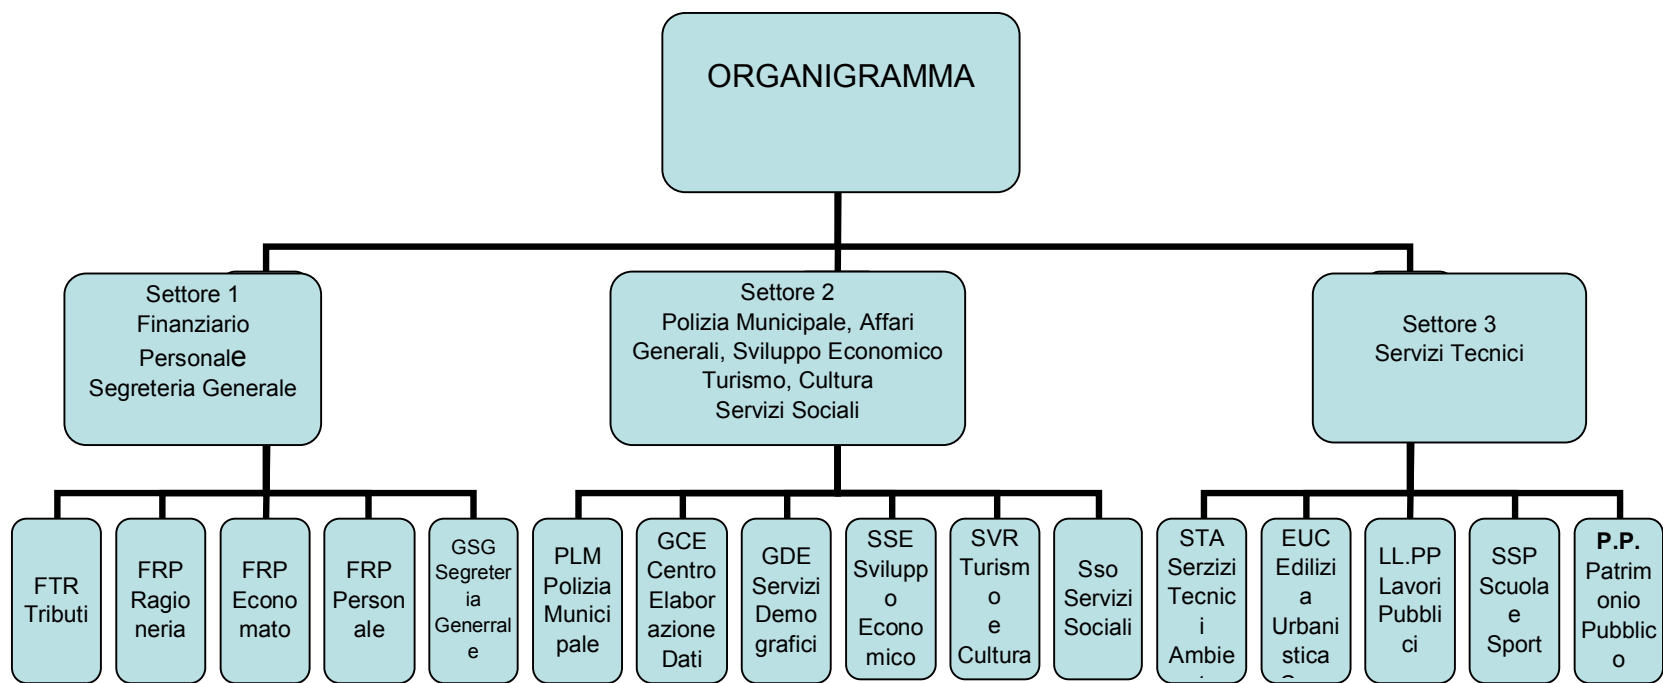 ORGANIGRAMMA
Settore 1
Finanziario
Personale
Segreteria Generale
Settore 2
Polizia Municipale, Affari
Generali, Sviluppo Economico
Turismo, Cultura
Servizi Sociali
Settore 3
Servizi Tecnici
FTR
Tributi
FRP
Ragio
neria
FRP
Econo
mato
FRP
Person
ale
GSG
Segreter
ia
Generral
e
PLM
Polizia
Munici
pale
GCE
Centro
Elabor
azione
Dati
GDE
Servizi
Demo
grafici
SSE
Svilupp
o
Econo
mico
SVR
Turism
o
e
Cultura
Sso
Servizi
Sociali
STA
Serzizi
Tecnic
i
Ambie
EUC
Edilizi
a
Urbani
stica
LL.PP
Lavori
Pubbli
ci
SSP
Scuola
e
Sport
P.P.
Patrim
onio
Pubblic
o